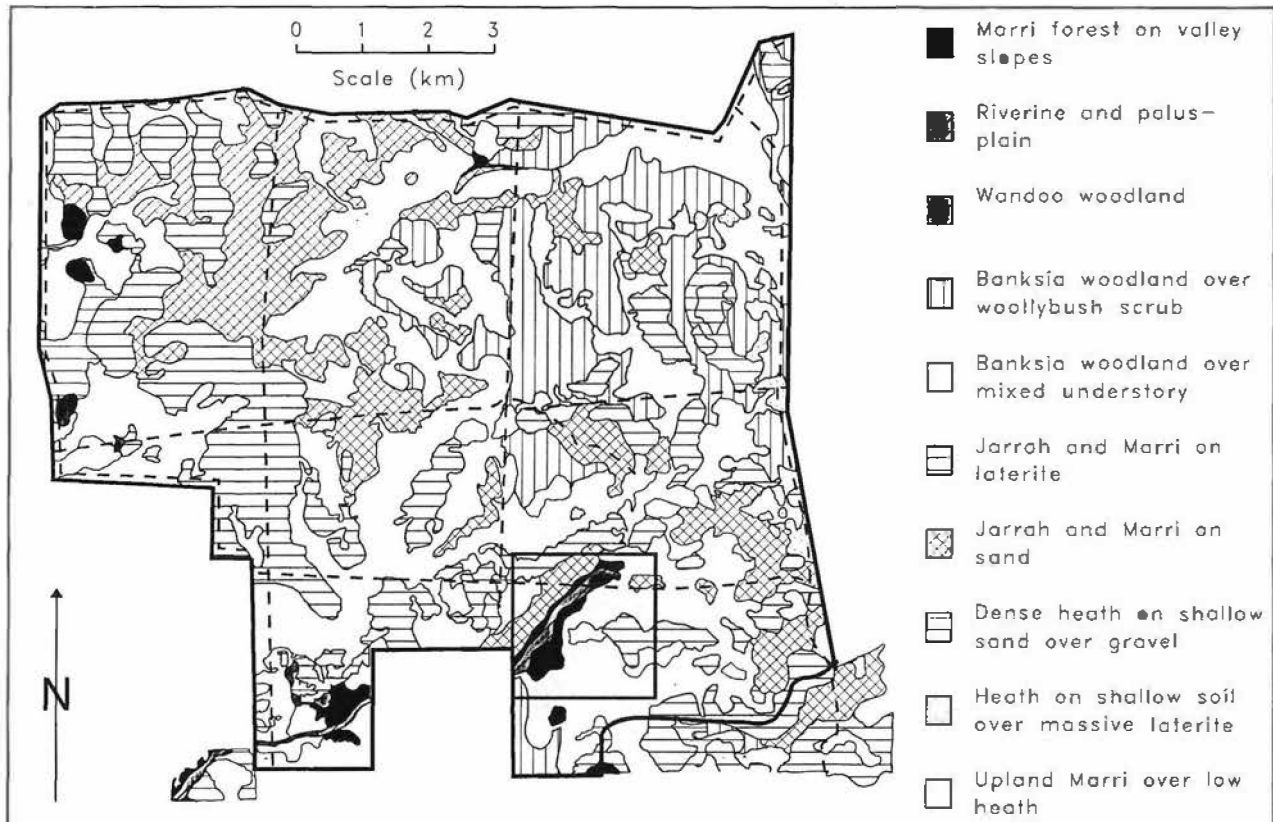 0 1 2 3
Scale (km)
N
Marri forest on valley
slopes
Riverine and palus-
plain
Wandoo woodland
Banksia woodland over
woollybush scrub
Banksia woodland over
mixed understory
Jarrah and Marri on
laterite
Jarrah and Marri on
sand
Dense heath on shallow
sand over gravel
Heath on shallow soil
over massive laterite
Upland Marri over low
heath